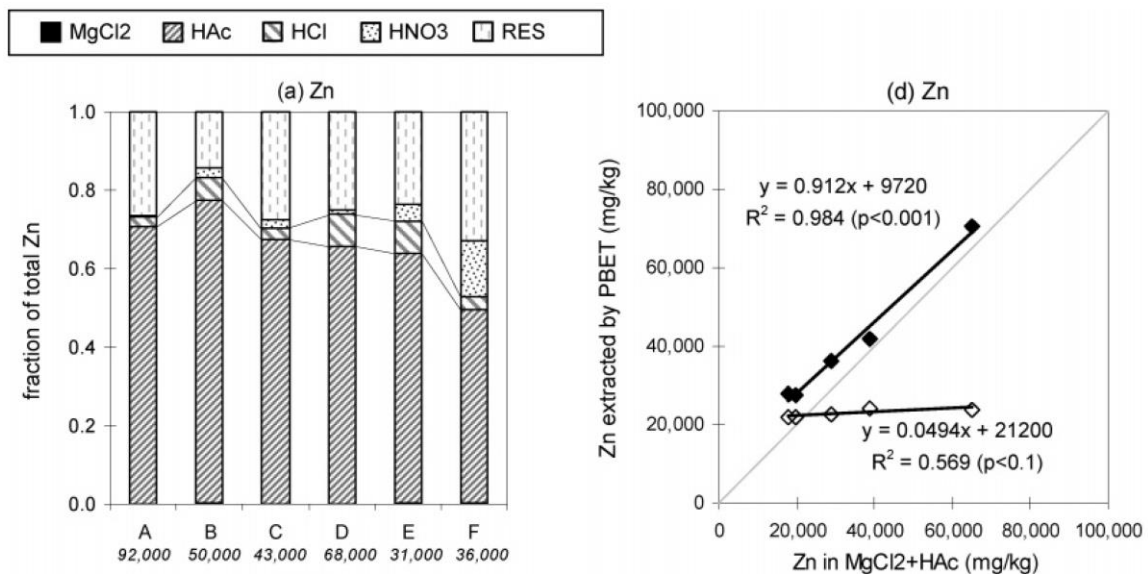 MgCl2 HAc HCl HNO3 RES
(a) Zn
fraction of total Zn
1.0
0.8
0.6
0.4
0.2
0.0
A B C D E F
92,000 50,000 43,000 68,000 31,000 36,000
(d) Zn
Zn extracted by PBET (mg/kg)
100,000
80,000
60,000
40,000
20,000
0
y = 0.912x + 9720
R² = 0.984 (p<0.001)
y = 0.0494x + 21200
R² = 0.569 (p<0.1)
0 20,000 40,000 60,000 80,000 100,000
Zn in MgCl2+HAc (mg/kg)